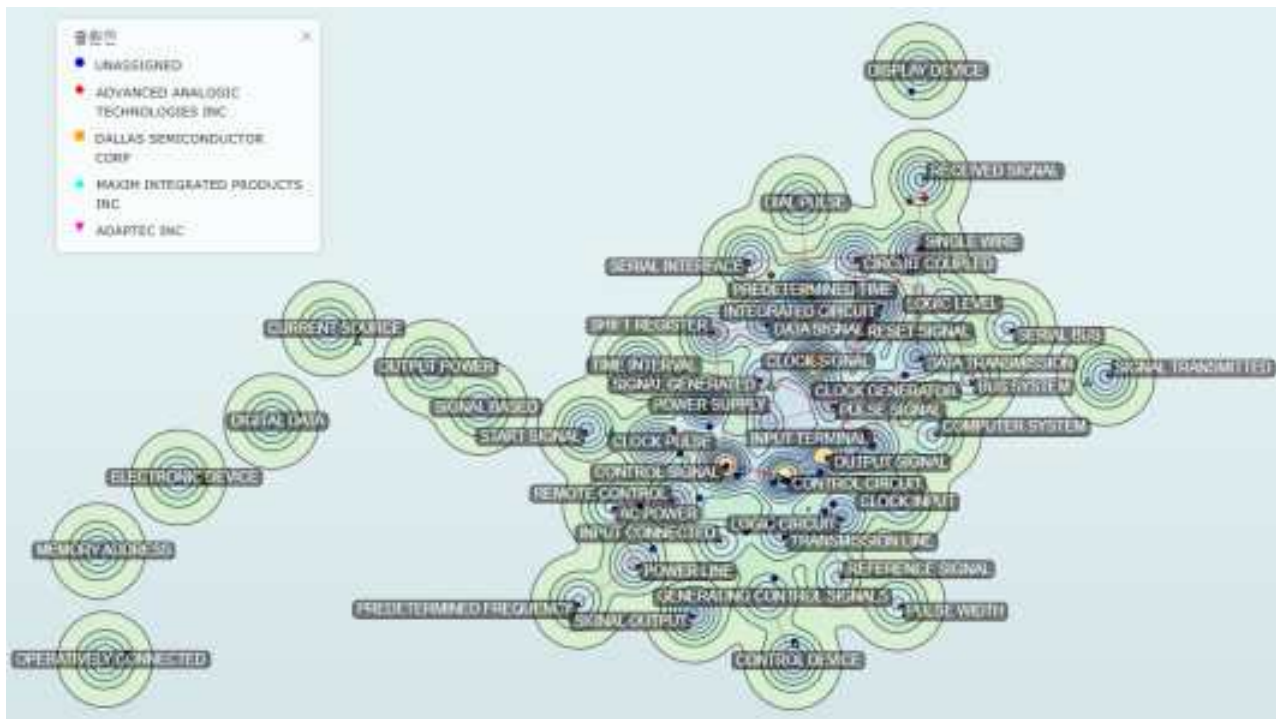 출원인
UNASSIGNED
ADVANCED ANALOGIC
TECHNOLOGIES INC
DALLAS SEMICONDUCTOR
CORP
MAXIM INTEGRATED PRODUCTS
INC
ADAPTEC INC
DISPLAY DEVICE
RECEIVED SIGNAL
DIAL PULSE
SINGLE WIRE
SERIAL INTERFACE
CIRCUIT COUPLED
PREDETERMINED TIME
LOGIC LEVEL
INTEGRATED CIRCUIT
CURRENT SOURCE
SHIFT REGISTER
DATA SIGNAL
RESET SIGNAL
SERIAL BUS
OUTPUT POWER
TIME INTERVAL
CLOCK SIGNAL
DATA TRANSMISSION
SIGNAL TRANSMITTED
SIGNAL GENERATED
CLOCK GENERATOR
BUS SYSTEM
SIGNAL BASED
POWER SUPPLY
PULSE SIGNAL
DIGITAL DATA
START SIGNAL
CLOCK PULSE
INPUT TERMINAL
COMPUTER SYSTEM
CONTROL SIGNAL
OUTPUT SIGNAL
ELECTRONIC DEVICE
CONTROL CIRCUIT
REMOTE CONTROL
CLOCK INPUT
AC POWER
LOGIC CIRCUIT
INPUT CONNECTED
TRANSMISSION LINE
MEMORY ADDRESS
POWER LINE
REFERENCE SIGNAL
GENERATING CONTROL SIGNALS
PREDETERMINED FREQUENCY
SIGNAL OUTPUT
PULSE WIDTH
OPERATIVELY CONNECTED
CONTROL DEVICE